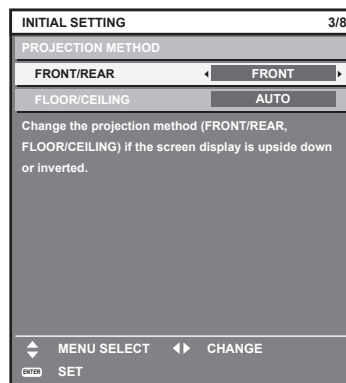 INITIAL SETTING 3/8
PROJECTION METHOD
FRONT/REAR FRONT
FLOOR/CEILING AUTO
Change the projection method (FRONT/REAR,
FLOOR/CEILING) if the screen display is upside down
or inverted.
MENU SELECT CHANGE
ENTER SET